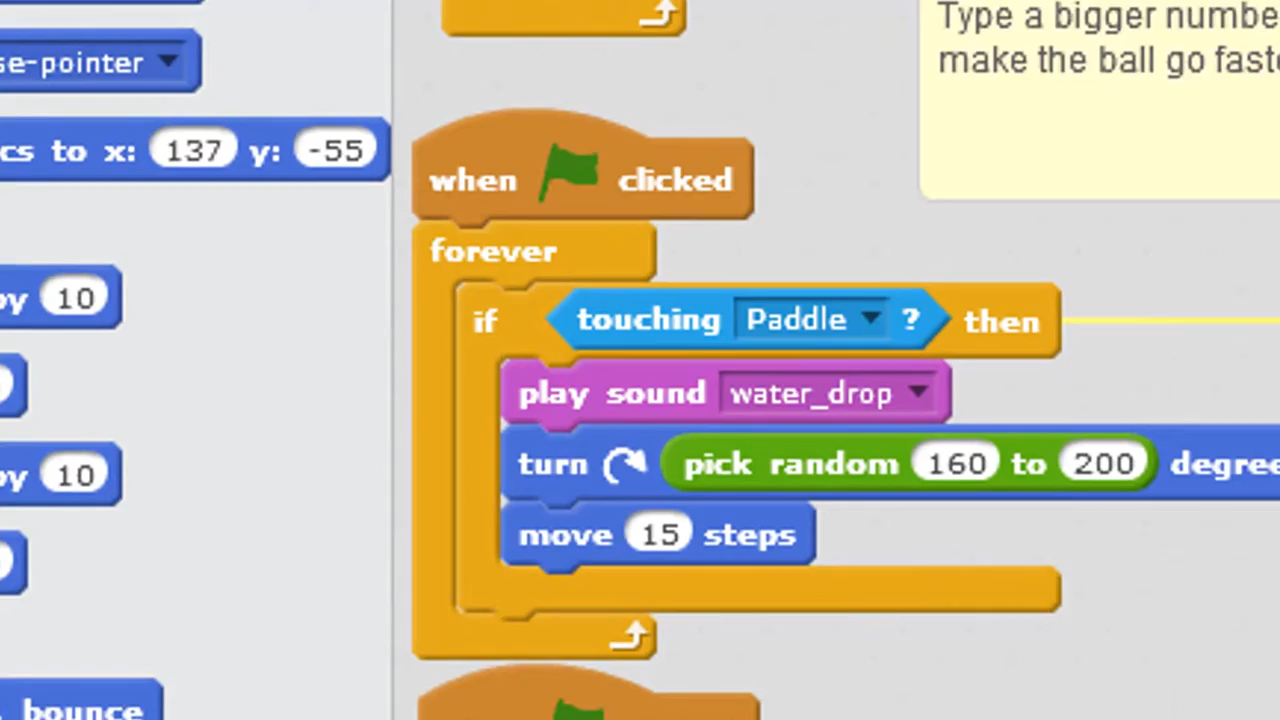 Type a bigger numbe
make the ball go fast
se-pointer
cs to x: 137 y: -55
when clicked
forever
by 10
if touching Paddle ? then
play sound water_drop
turn pick random 160 to 200 degree
by 10
move 15 steps
bounce